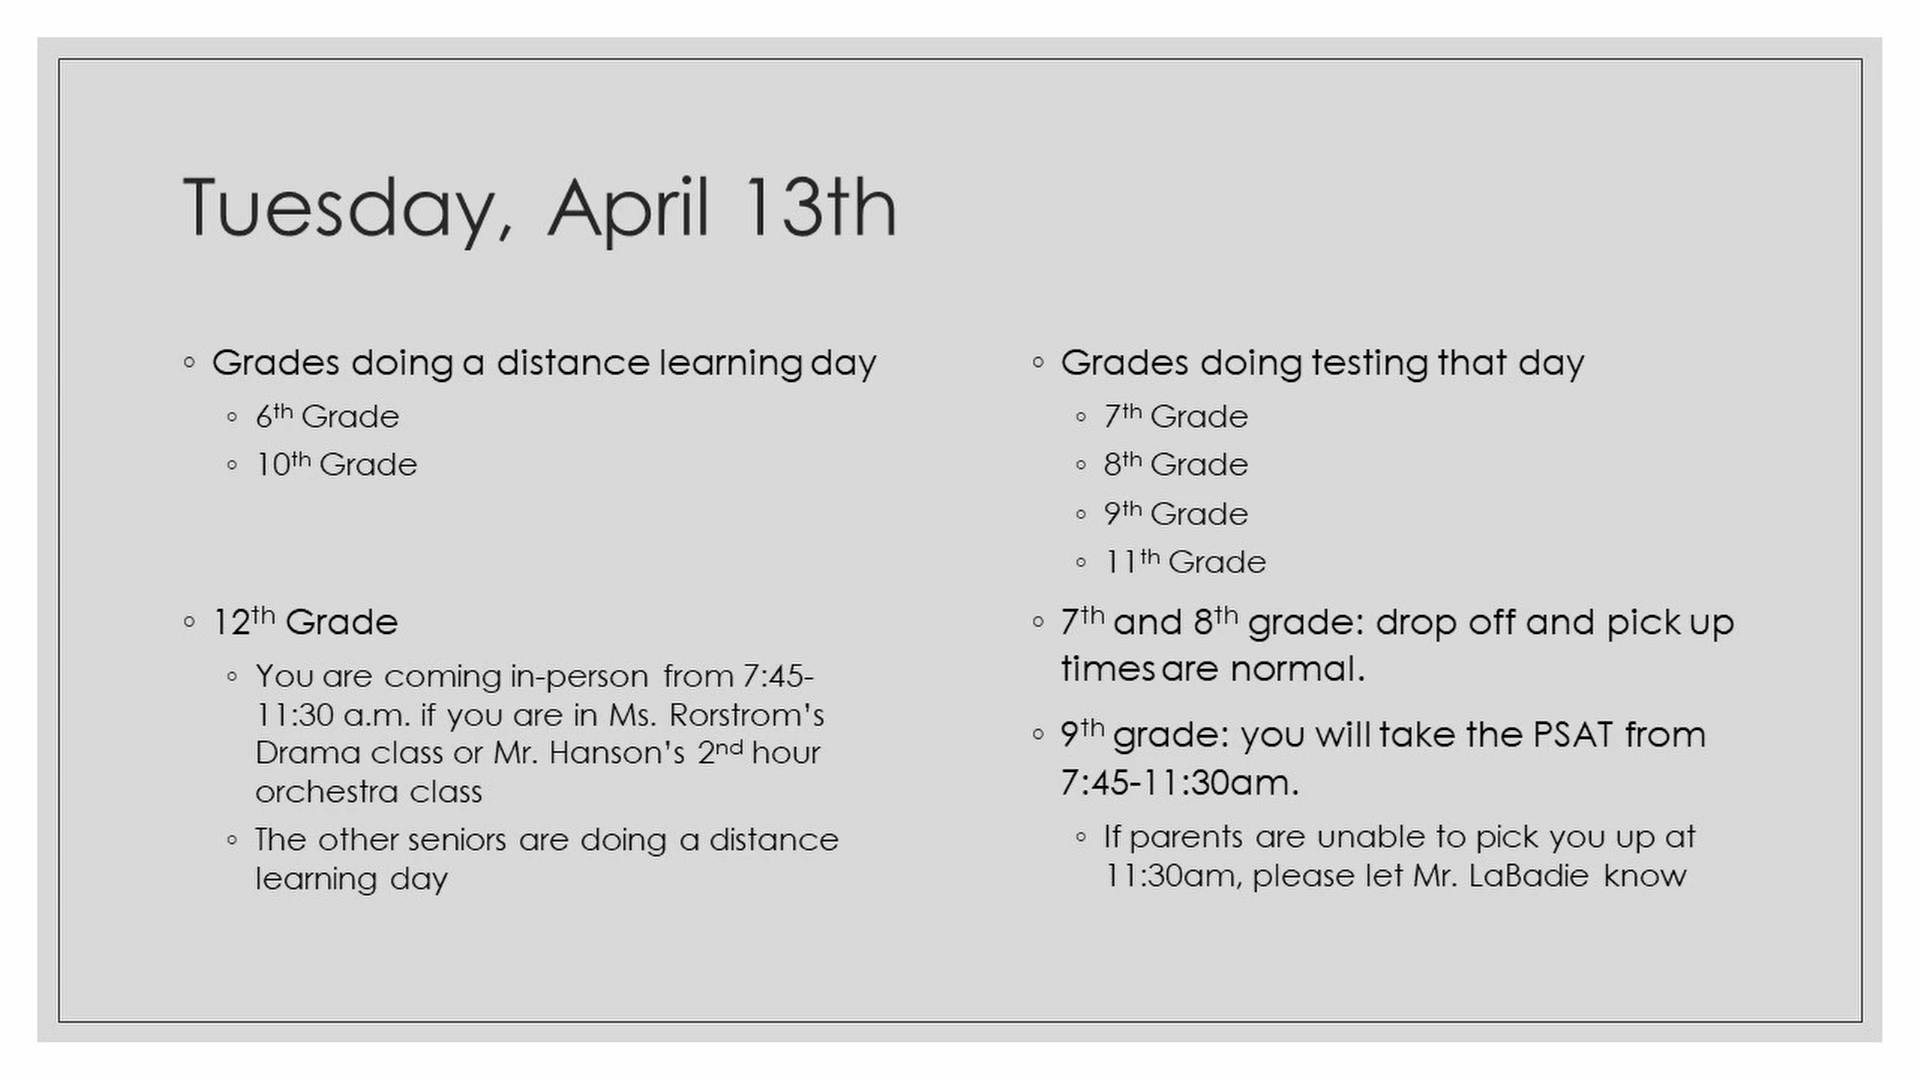 Tuesday, April 13th
◦ Grades doing a distance learning day
◦ 6th Grade
◦ 10th Grade
◦ 12th Grade
◦ You are coming in-person from 7:45-
11:30 a.m. if you are in Ms. Rorstrom’s
Drama class or Mr. Hanson’s 2nd hour
orchestra class
◦ The other seniors are doing a distance
learning day
◦ Grades doing testing that day
◦ 7th Grade
◦ 8th Grade
◦ 9th Grade
◦ 11th Grade
◦ 7th and 8th grade: drop off and pick up
times are normal.
◦ 9th grade: you will take the PSAT from
7:45-11:30am.
◦ If parents are unable to pick you up at
11:30am, please let Mr. LaBadie know